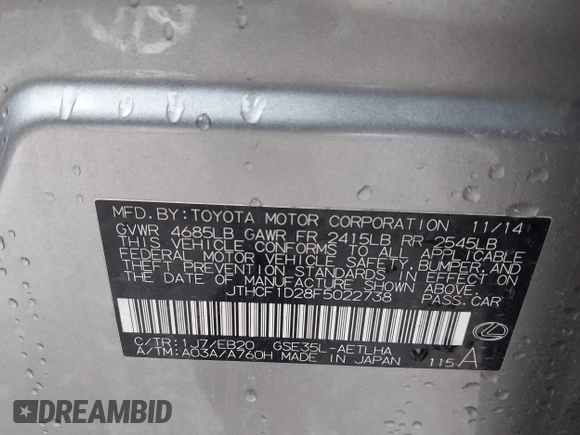 MFD.BY:TOYOTA MOTOR CORPORATION 11/14
GVWR 4685LB GAWR FR 2415LB RR 2545LB
THIS VEHICLE CONFORMS TO ALL APPLICABLE
FEDERAL MOTOR VEHICLE SAFETY,BUMPER,AND
THEFT PREVENTION STANDARDS IN EFFECT ON
THE DATE OF MANUFACTURE SHOWN ABOVE.
JTHCF1D28F5022738 PASS.CAR
C/TR:1J7/EB20 GSE35L-AETLHA
A/TM:A03A/A760H MADE IN JAPAN 115 A
DREAMBID